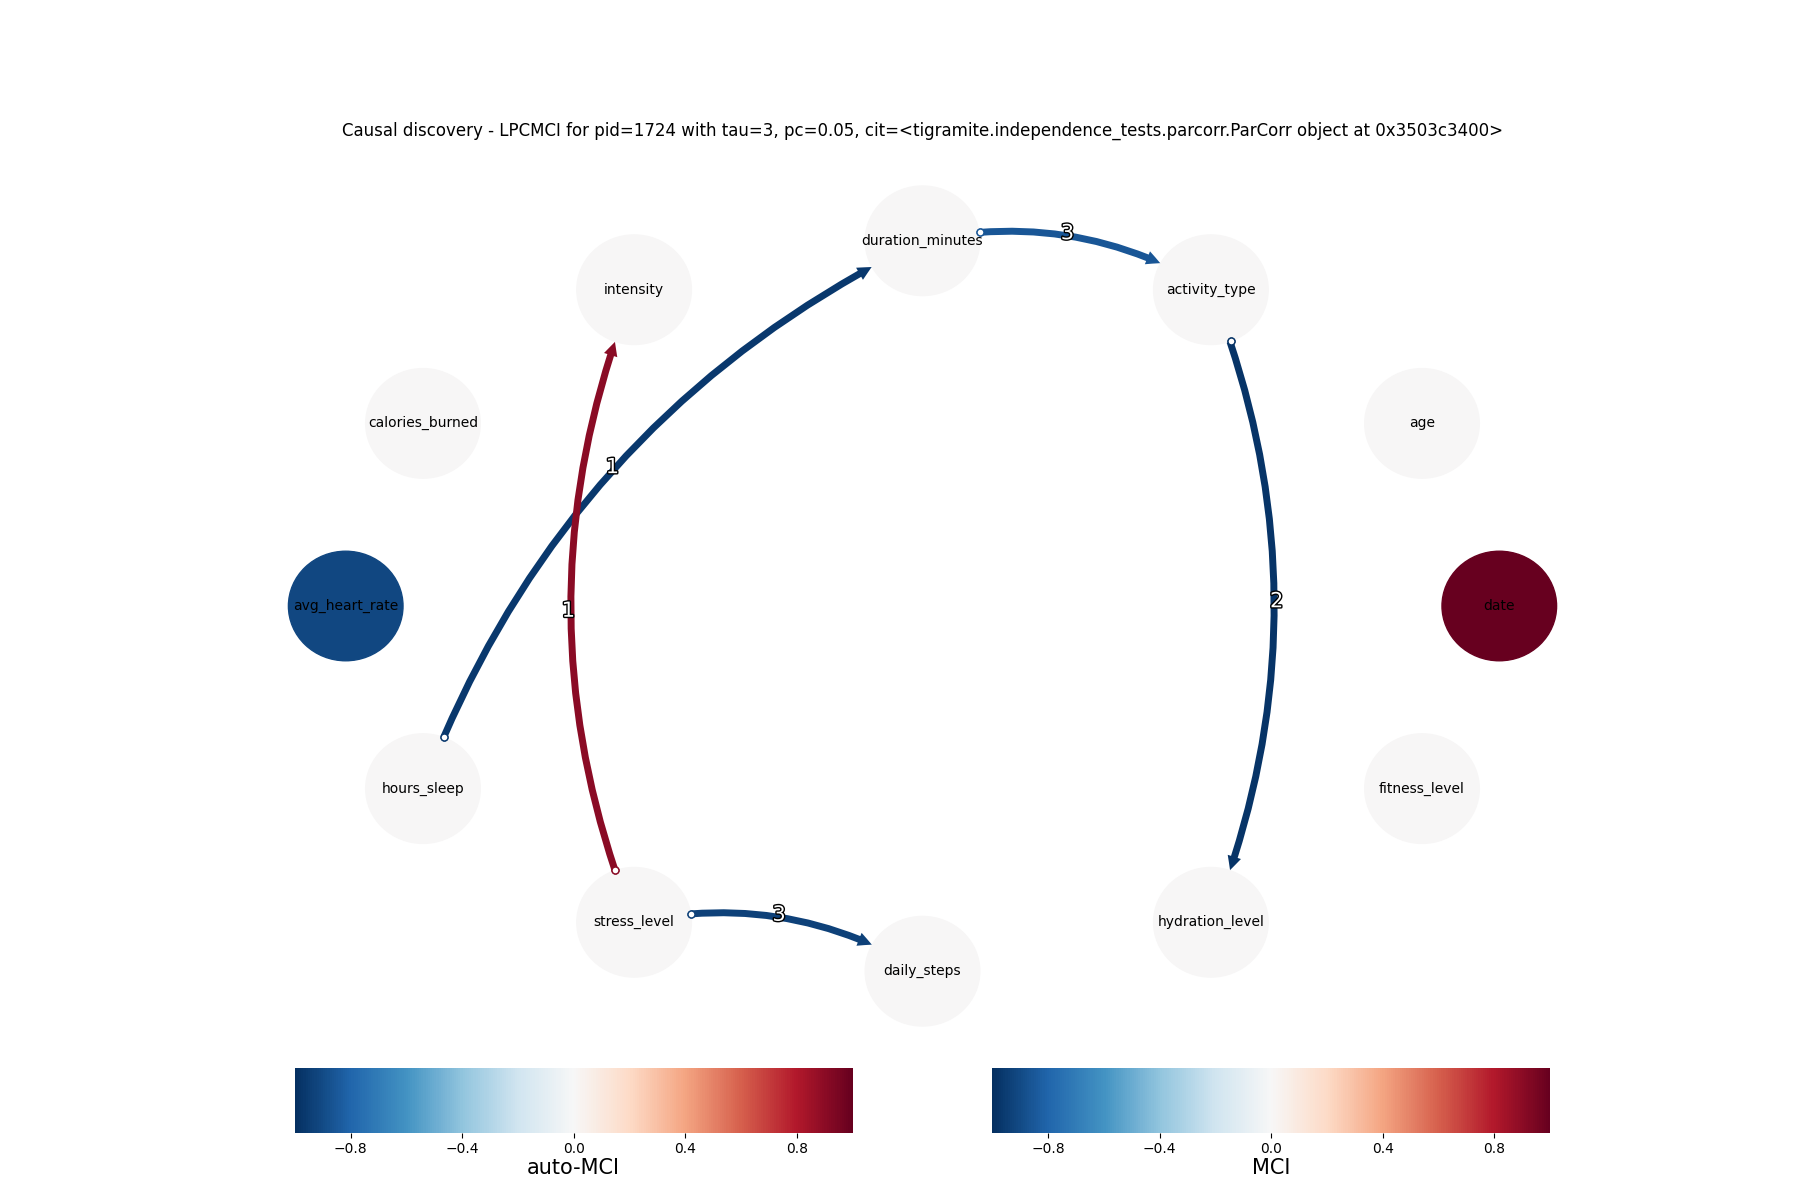 Causal discovery - LPCMCI for pid=1724 with tau=3, pc=0.05, cit=<tigramite.independence_tests.parcorr.ParCorr object at 0x3503c3400>
duration_minutes
3
intensity
activity_type
calories_burned
age
1
avg_heart_rate
1
2
date
hours_sleep
fitness_level
stress_level
3
hydration_level
daily_steps
−0.8 −0.4 0.0 0.4 0.8
auto-MCI
−0.8 −0.4 0.0 0.4 0.8
MCI